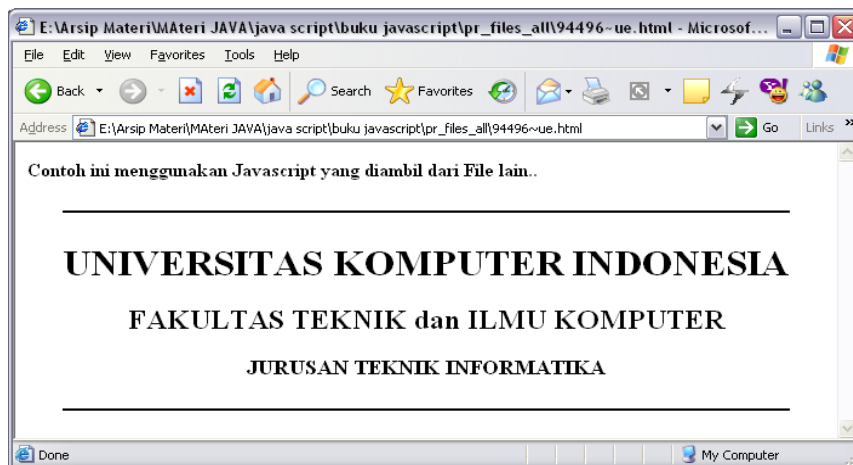 E:\Arsip Materi\MAteri JAVA\java script\buku javascript\pr_files_all\94496~ue.html - Microsof...
File Edit View Favorites Tools Help
Back Search Favorites
Address E:\Arsip Materi\MAteri JAVA\java script\buku javascript\pr_files_all\94496~ue.html Go Links »
Contoh ini menggunakan Javascript yang diambil dari File lain..
UNIVERSITAS KOMPUTER INDONESIA
FAKULTAS TEKNIK dan ILMU KOMPUTER
JURUSAN TEKNIK INFORMATIKA
Done My Computer